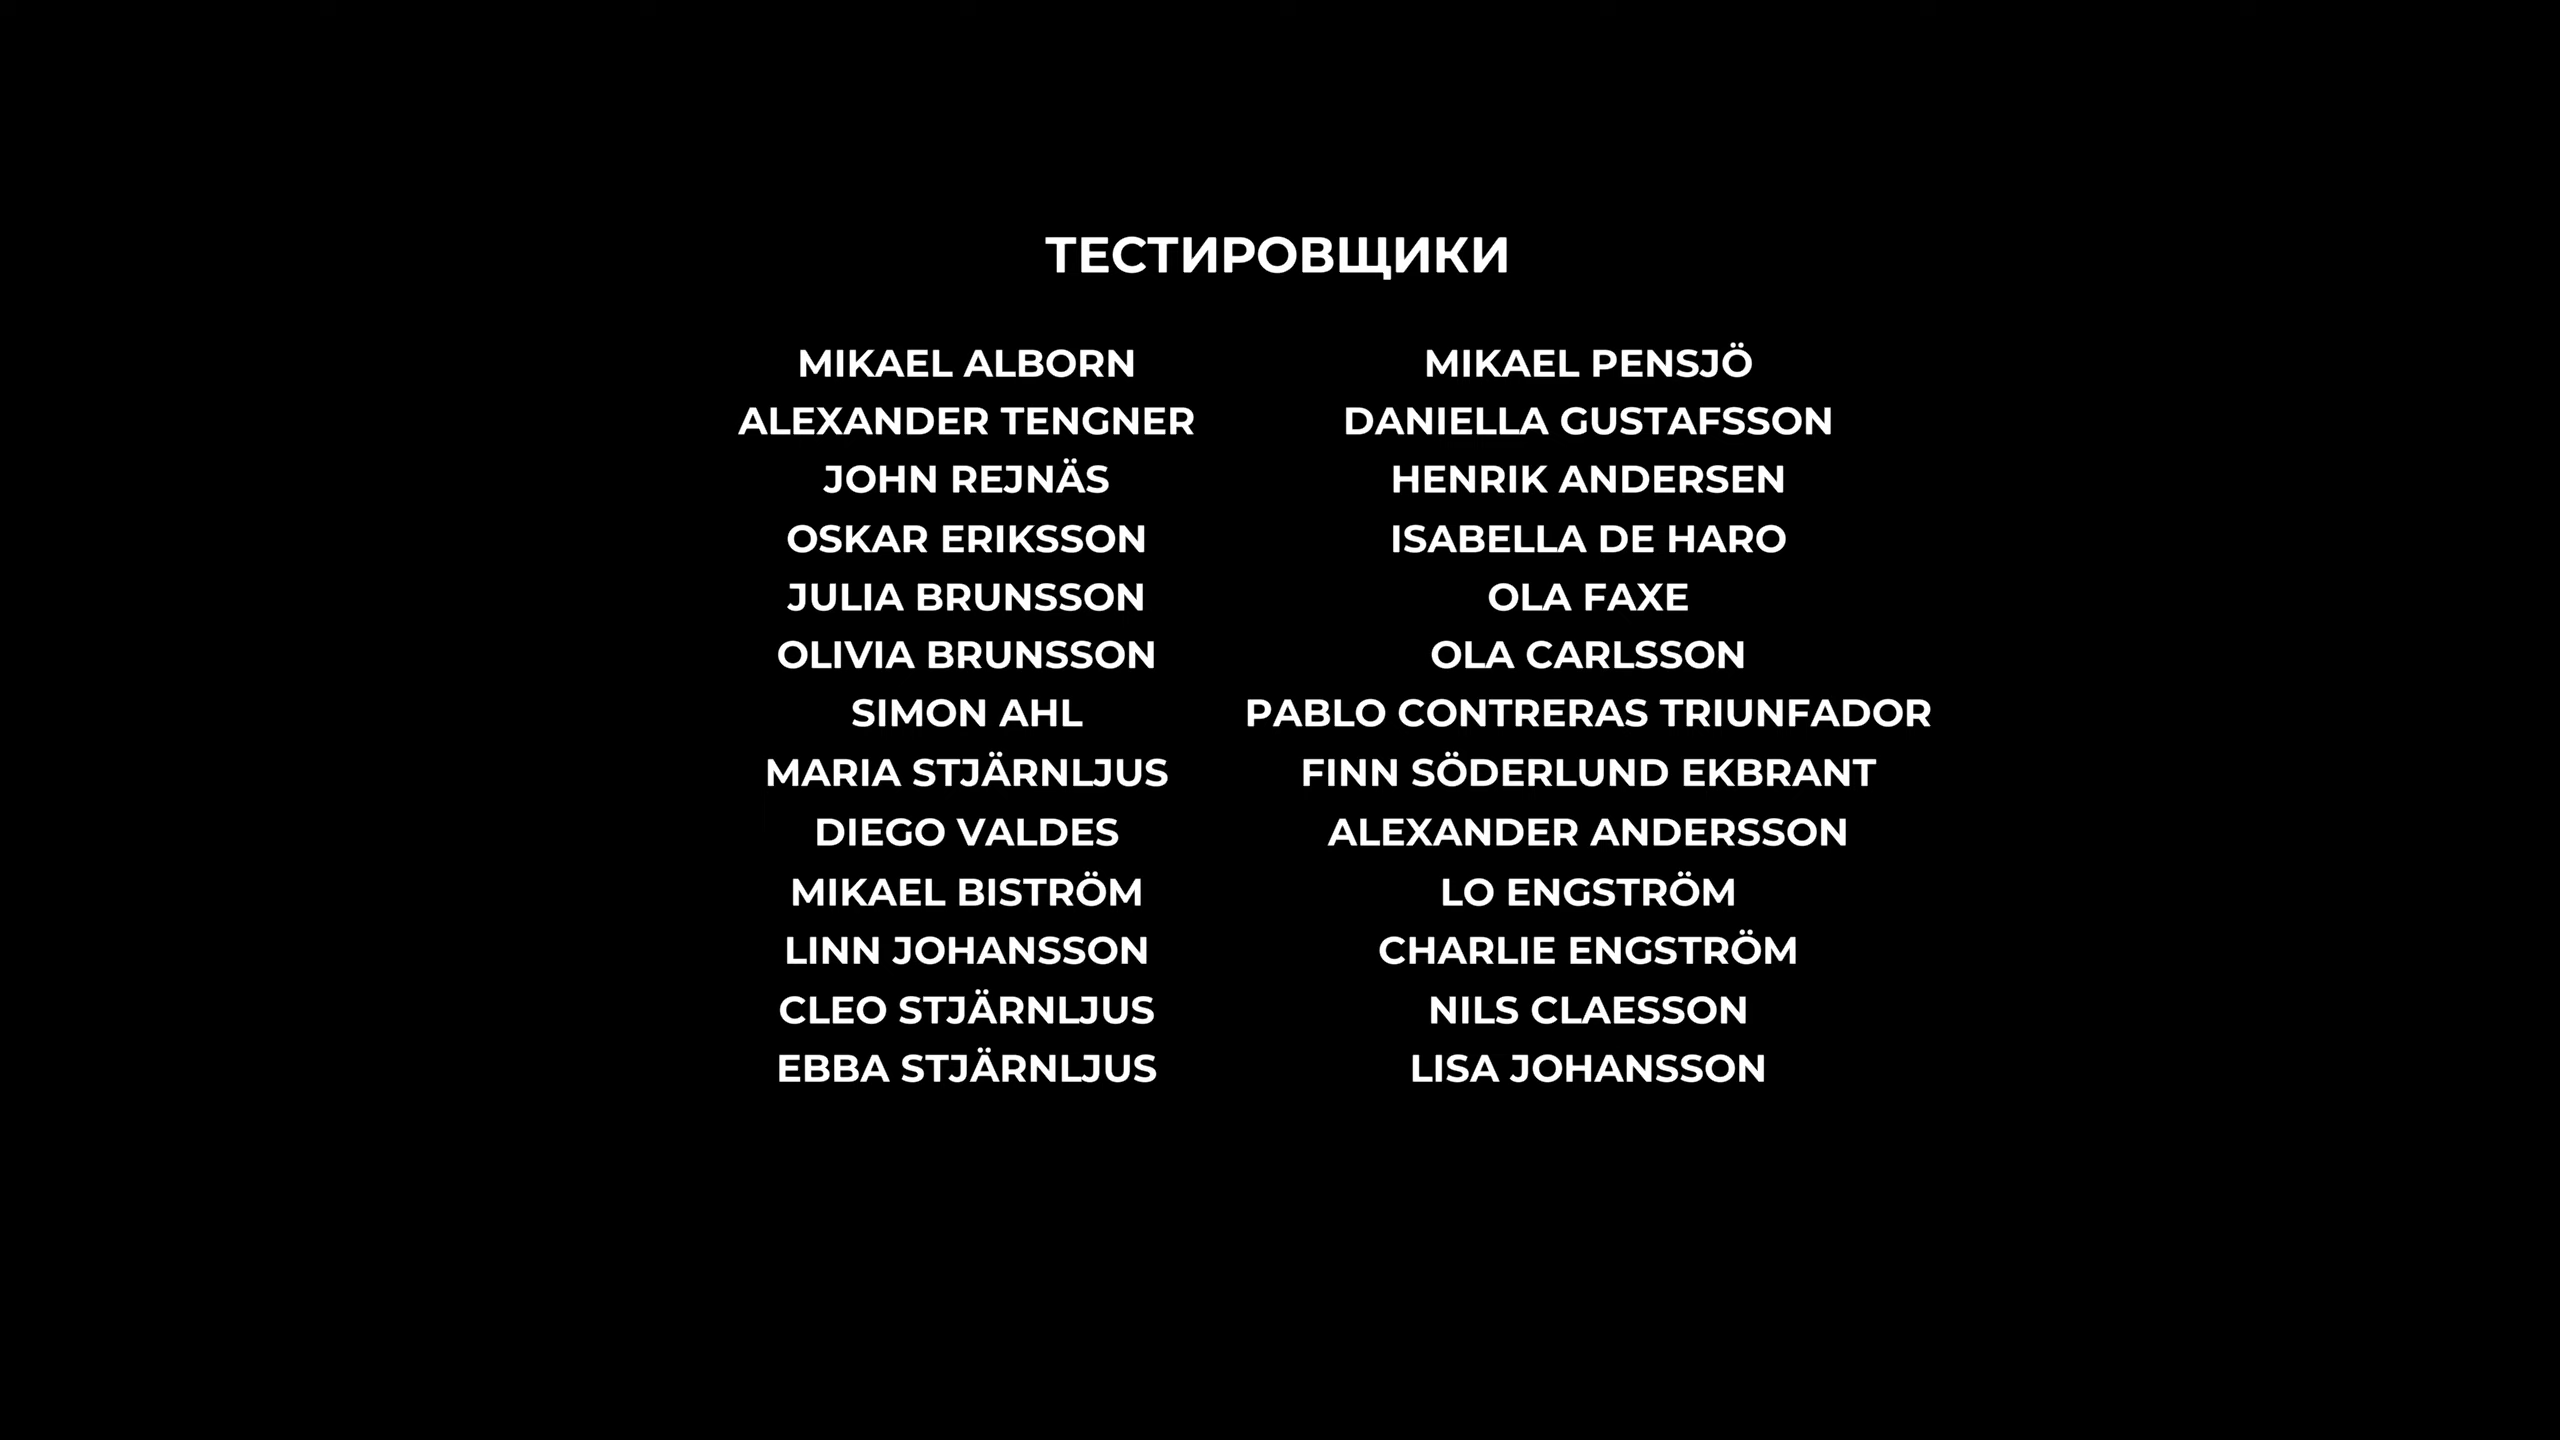 ТЕСТИРОВЩИКИ
MIKAEL ALBORN
ALEXANDER TENGNER
JOHN REJNÄS
OSKAR ERIKSSON
JULIA BRUNSSON
OLIVIA BRUNSSON
SIMON AHL
MARIA STJÄRNLJUS
DIEGO VALDES
MIKAEL BISTRÖM
LINN JOHANSSON
CLEO STJÄRNLJUS
EBBA STJÄRNLJUS
MIKAEL PENSJÖ
DANIELLA GUSTAFSSON
HENRIK ANDERSEN
ISABELLA DE HARO
OLA FAXE
OLA CARLSSON
PABLO CONTRERAS TRIUNFADOR
FINN SÖDERLUND EKBRANT
ALEXANDER ANDERSSON
LO ENGSTRÖM
CHARLIE ENGSTRÖM
NILS CLAESSON
LISA JOHANSSON